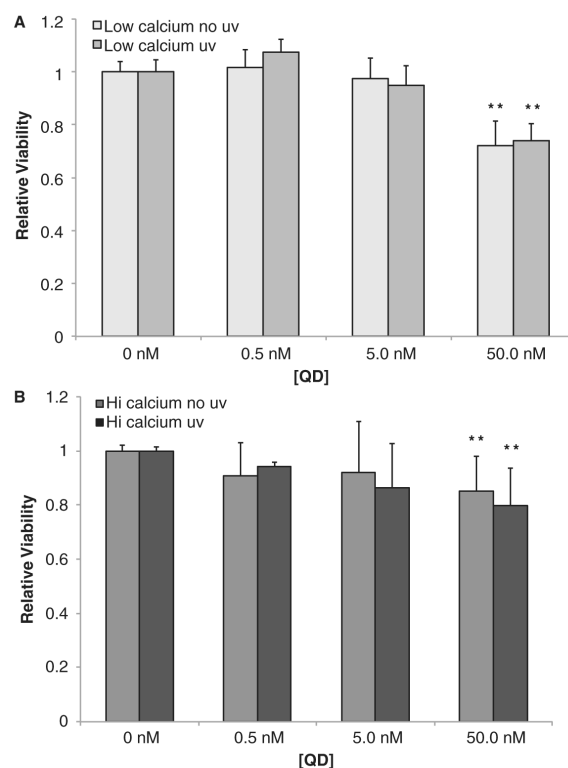 A
Low calcium no uv
Low calcium uv
1.2
1
0.8
0.6
0.4
0.2
0
Relative Viability
** **
0 nM 0.5 nM 5.0 nM 50.0 nM
[QD]
B
Hi calcium no uv
Hi calcium uv
1.2
1
0.8
0.6
0.4
0.2
0
Relative Viability
** **
0 nM 0.5 nM 5.0 nM 50.0 nM
[QD]